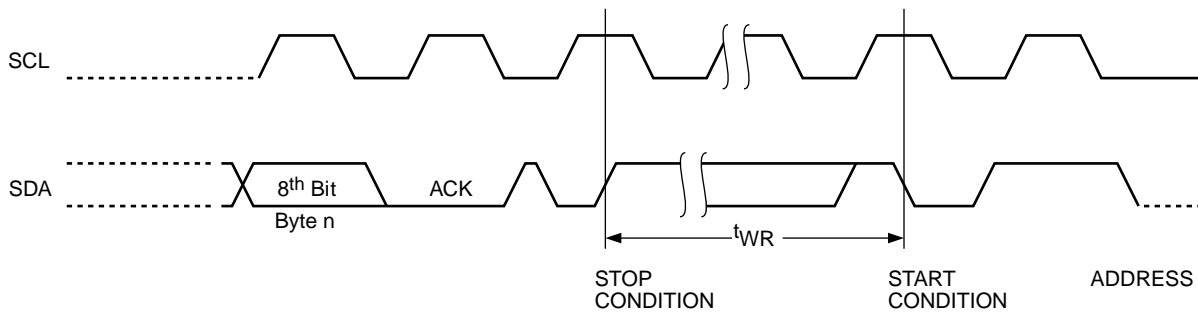 SCL
SDA
8th Bit
ACK
Byte n
tWR
STOP
CONDITION
START
CONDITION
ADDRESS